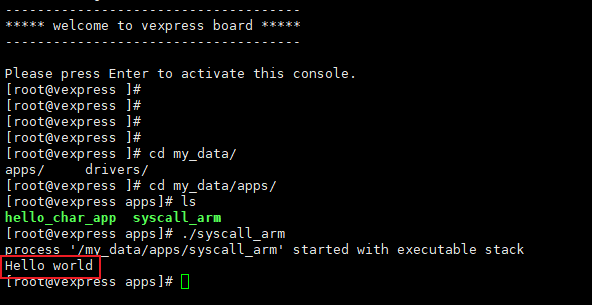 -------------------------------------
***** welcome to vexpress board *****
-------------------------------------
Please press Enter to activate this console.
[root@vexpress ]#
[root@vexpress ]#
[root@vexpress ]#
[root@vexpress ]#
[root@vexpress ]# cd my_data/
apps/     drivers/
[root@vexpress ]# cd my_data/apps/
[root@vexpress apps]# ls
hello_char_app  syscall_arm
[root@vexpress apps]# ./syscall_arm
process '/my_data/apps/syscall_arm' started with executable stack
Hello world
[root@vexpress apps]#